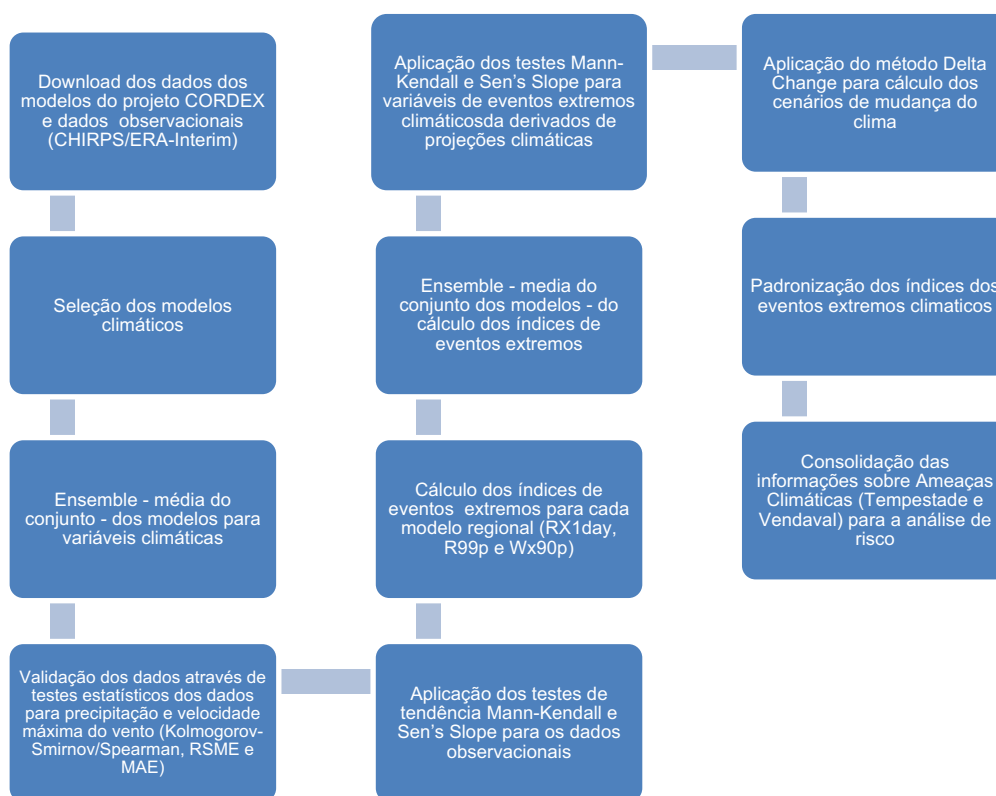 Download dos dados dos
modelos do projeto CORDEX
e dados observacionais
(CHIRPS/ERA-Interim)
Seleção dos modelos
climáticos
Ensemble - média do
conjunto - dos modelos para
variáveis climáticas
Validação dos dados através de
testes estatísticos dos dados
para precipitação e velocidade
máxima do vento (Kolmogorov-
Smirnov/Spearman, RSME e
MAE)
Aplicação dos testes de
tendência Mann-Kendall e
Sen's Slope para os dados
observacionais
Cálculo dos índices de
eventos extremos para cada
modelo regional (RX1day,
R99p e Wx90p)
Ensemble - media do
conjunto dos modelos - do
cálculo dos índices de
eventos extremos
Aplicação dos testes Mann-
Kendall e Sen's Slope para
variáveis de eventos extremos
climáticosda derivados de
projeções climáticas
Aplicação do método Delta
Change para cálculo dos
cenários de mudança do
clima
Padronização dos índices dos
eventos extremos climaticos
Consolidação das
informações sobre Ameaças
Climáticas (Tempestade e
Vendaval) para a análise de
risco